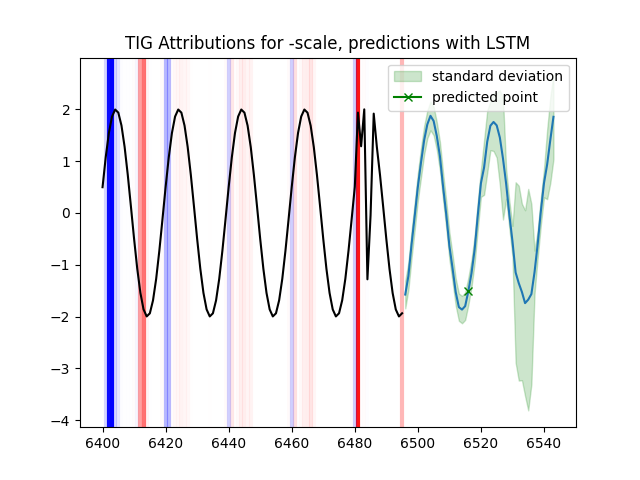 TIG Attributions for -scale, predictions with LSTM
standard deviation
predicted point
2
1
0
−1
−2
−3
−4
6400 6420 6440 6460 6480 6500 6520 6540